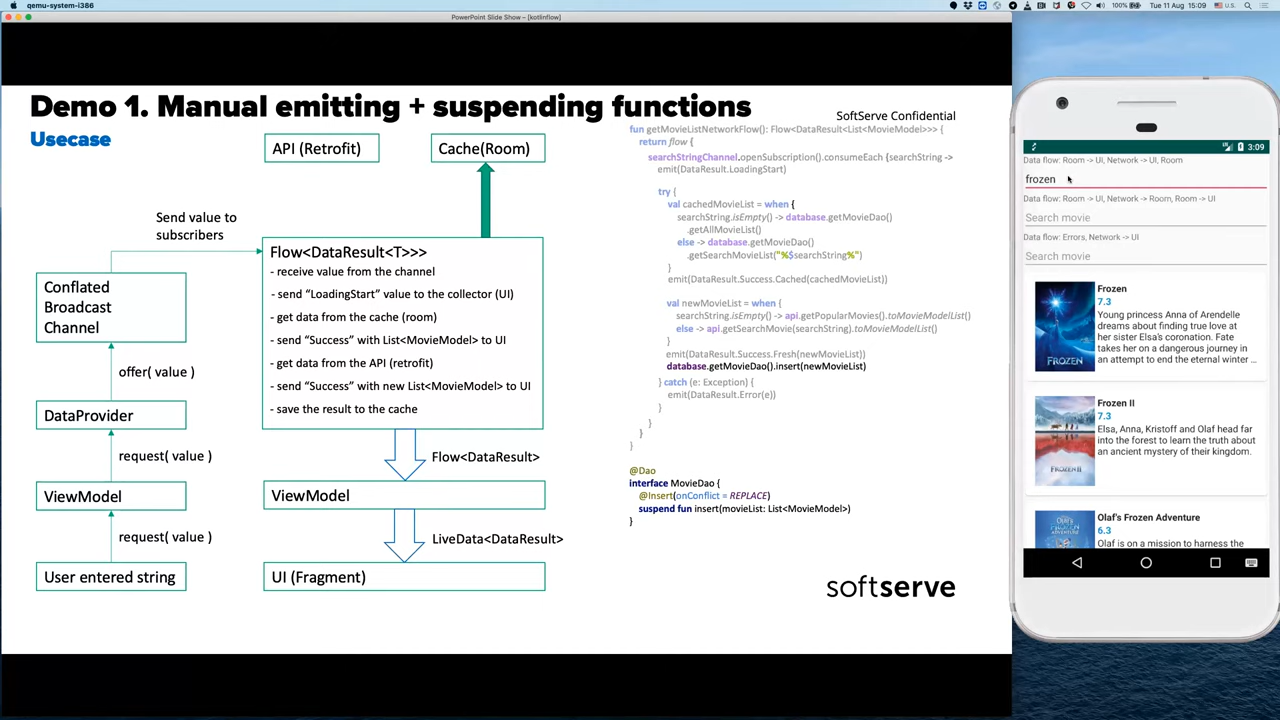 qemu-system-i386
100%
Tue 11 Aug 15:09
U.S.
PowerPoint Slide Show - [kotlinflow]
Demo 1. Manual emitting + suspending functions
Usecase
SoftServe Confidential
API (Retrofit)
Cache(Room)
Send value to
subscribers
Conflated
Broadcast
Channel
offer( value )
DataProvider
request( value )
ViewModel
request( value )
User entered string
Flow<DataResult<T>>>
- receive value from the channel
- send “LoadingStart” value to the collector (UI)
- get data from the cache (room)
- send “Success” with List<MovieModel> to UI
- get data from the API (retrofit)
- send “Success” with new List<MovieModel> to UI
- save the result to the cache
Flow<DataResult>
ViewModel
LiveData<DataResult>
UI (Fragment)
fun getMovieListNetworkFlow(): Flow<DataResult<List<MovieModel>>> {
return flow {
searchStringChannel.openSubscription().consumeEach {searchString ->
emit(DataResult.LoadingStart)
try {
val cachedMovieList = when {
searchString.isEmpty() -> database.getMovieDao()
.getAllMovieList()
else -> database.getMovieDao()
.getSearchMovieList("%$searchString%")
}
emit(DataResult.Success.Cached(cachedMovieList))
val newMovieList = when {
searchString.isEmpty() -> api.getPopularMovies().toMovieModelList()
else -> api.getSearchMovie(searchString).toMovieModelList()
}
emit(DataResult.Success.Fresh(newMovieList))
database.getMovieDao().insert(newMovieList)
} catch (e: Exception) {
emit(DataResult.Error(e))
}
}
}
}
@Dao
interface MovieDao {
@Insert(onConflict = REPLACE)
suspend fun insert(movieList: List<MovieModel>)
}
softserve
3:09
Data flow: Room -> UI, Network -> UI, Room
frozen
Data flow: Room -> UI, Network -> Room, Room -> UI
Search movie
Data flow: Errors, Network -> UI
Search movie
FROZEN
Frozen
7.3
Young princess Anna of Arendelle
dreams about finding true love at
her sister Elsa's coronation. Fate
takes her on a dangerous journey in
an attempt to end the eternal winter ...
FROZEN II
Frozen II
7.3
Elsa, Anna, Kristoff and Olaf head far
into the forest to learn the truth about
an ancient mystery of their kingdom.
Olaf's Frozen Adventure
6.3
Olaf is on a mission to harness the